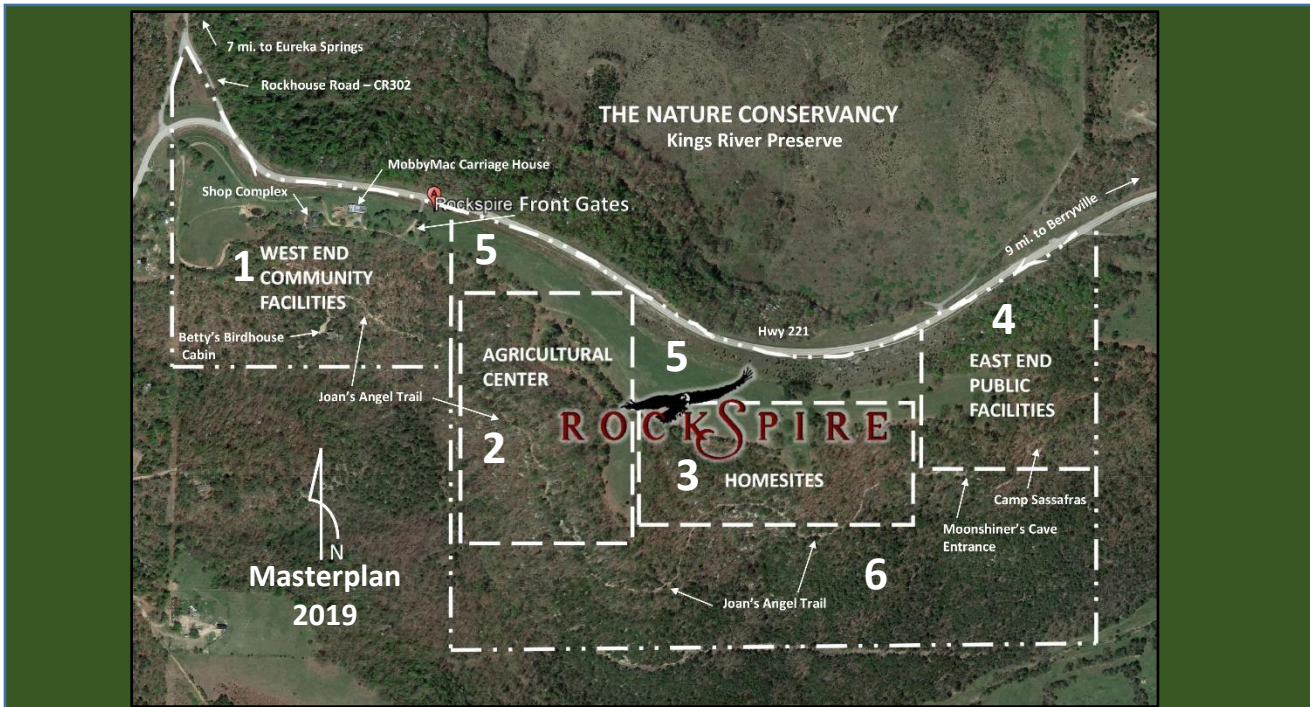 7 mi. to Eureka Springs
Rockhouse Road – CR302
THE NATURE CONSERVANCY
Kings River Preserve
MobbyMac Carriage House
Shop Complex
A
Rockspire Front Gates
9 mi. to Berryville
5
1
WEST END
COMMUNITY
FACILITIES
4
Hwy 221
Betty's Birdhouse
Cabin
AGRICULTURAL
CENTER
5
EAST END
PUBLIC
FACILITIES
Joan's Angel Trail
ROCKSPIRE
2
3
HOMESITES
Camp Sassafras
Moonshiner's Cave
Entrance
N
Masterplan
2019
6
Joan's Angel Trail